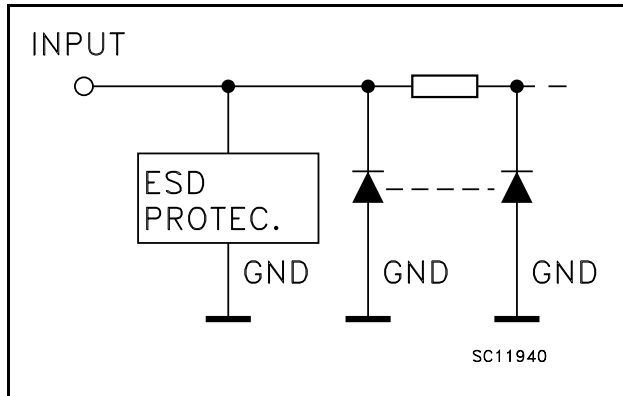 INPUT
ESD
PROTEC.
GND
GND
GND
SC11940